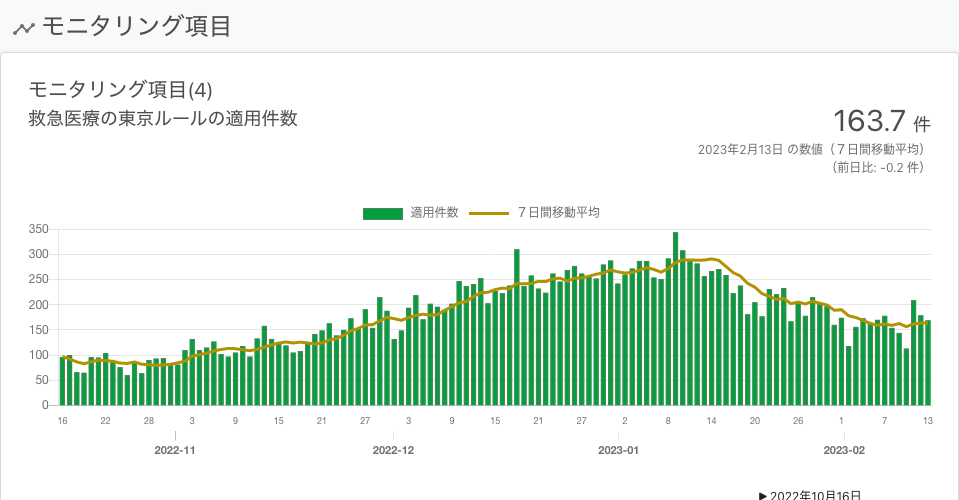 モニタリング項目
モニタリング項目(4)
救急医療の東京ルールの適用件数
163.7 件
2023年2月13日 の数値（７日間移動平均）
（前日比: -0.2 件）
適用件数 ７日間移動平均
350
300
250
200
150
100
50
0
16 22 28 3 9 15 21 27 3 9 15 21 27 2 8 14 20 26 1 7 13
2022-11 2022-12 2023-01 2023-02
▶ 2022年10月16日